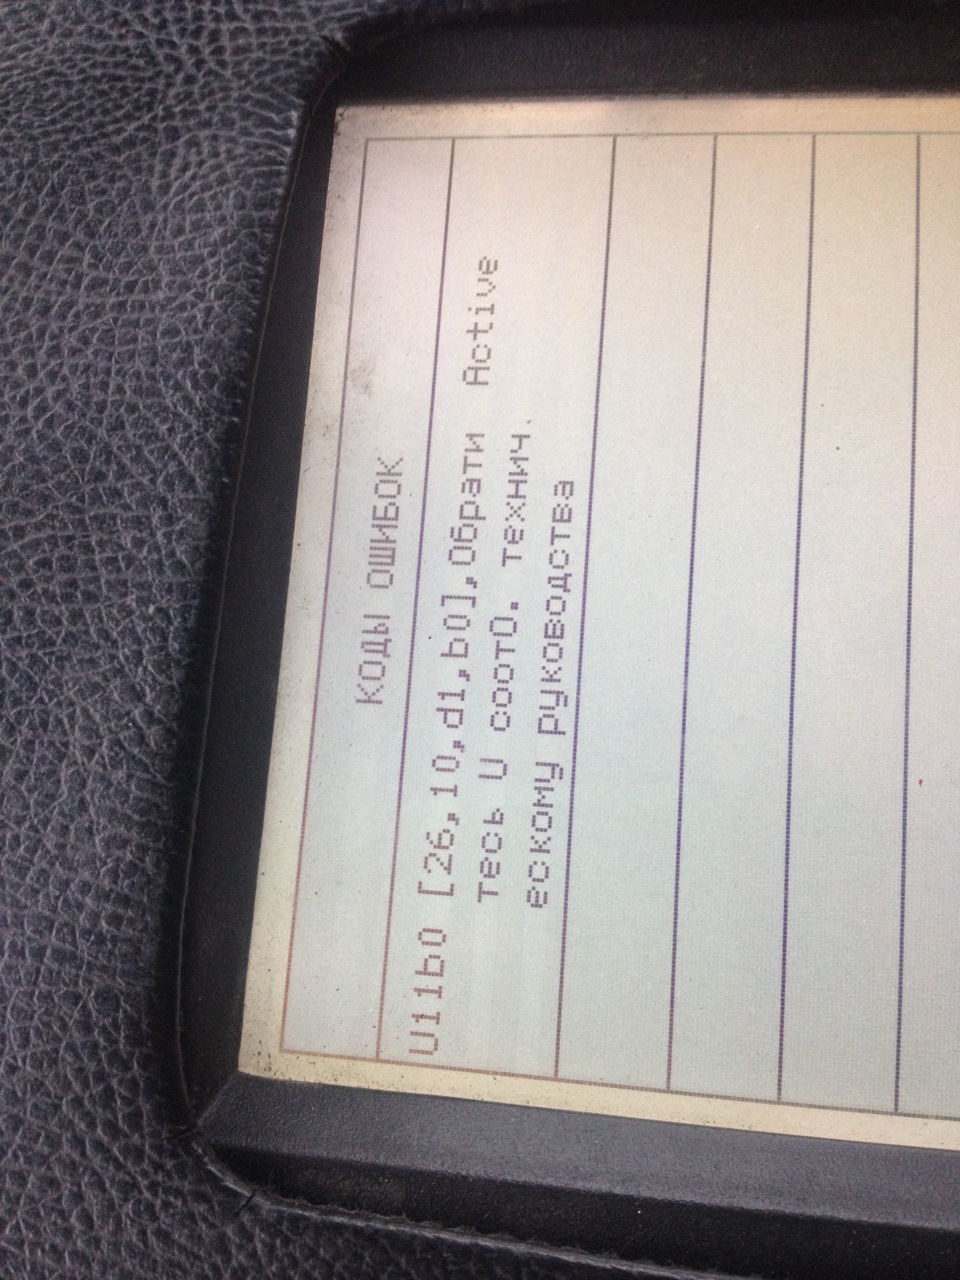 КОДЫ ОШИБОК
U11b0 [26,10,d1,b0],Обрати Active
тесь U соотO. технич.
ескому руководства